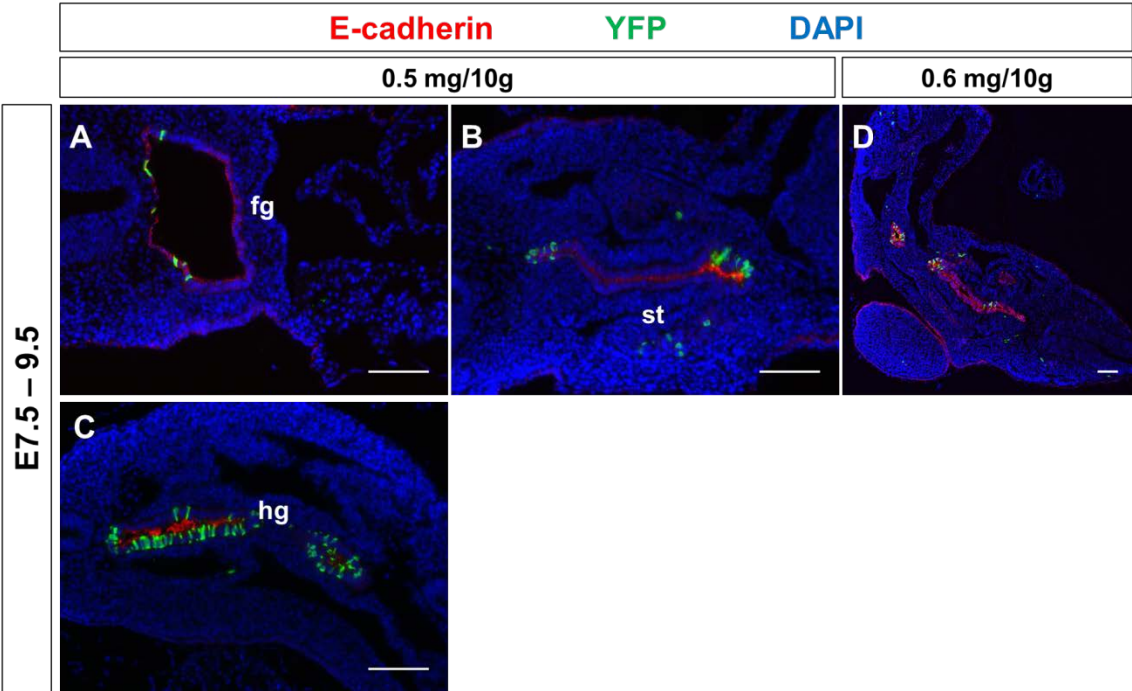 E-cadherin YFP DAPI
0.5 mg/10g 0.6 mg/10g
E7.5 – 9.5
A fg
B st
D
C hg